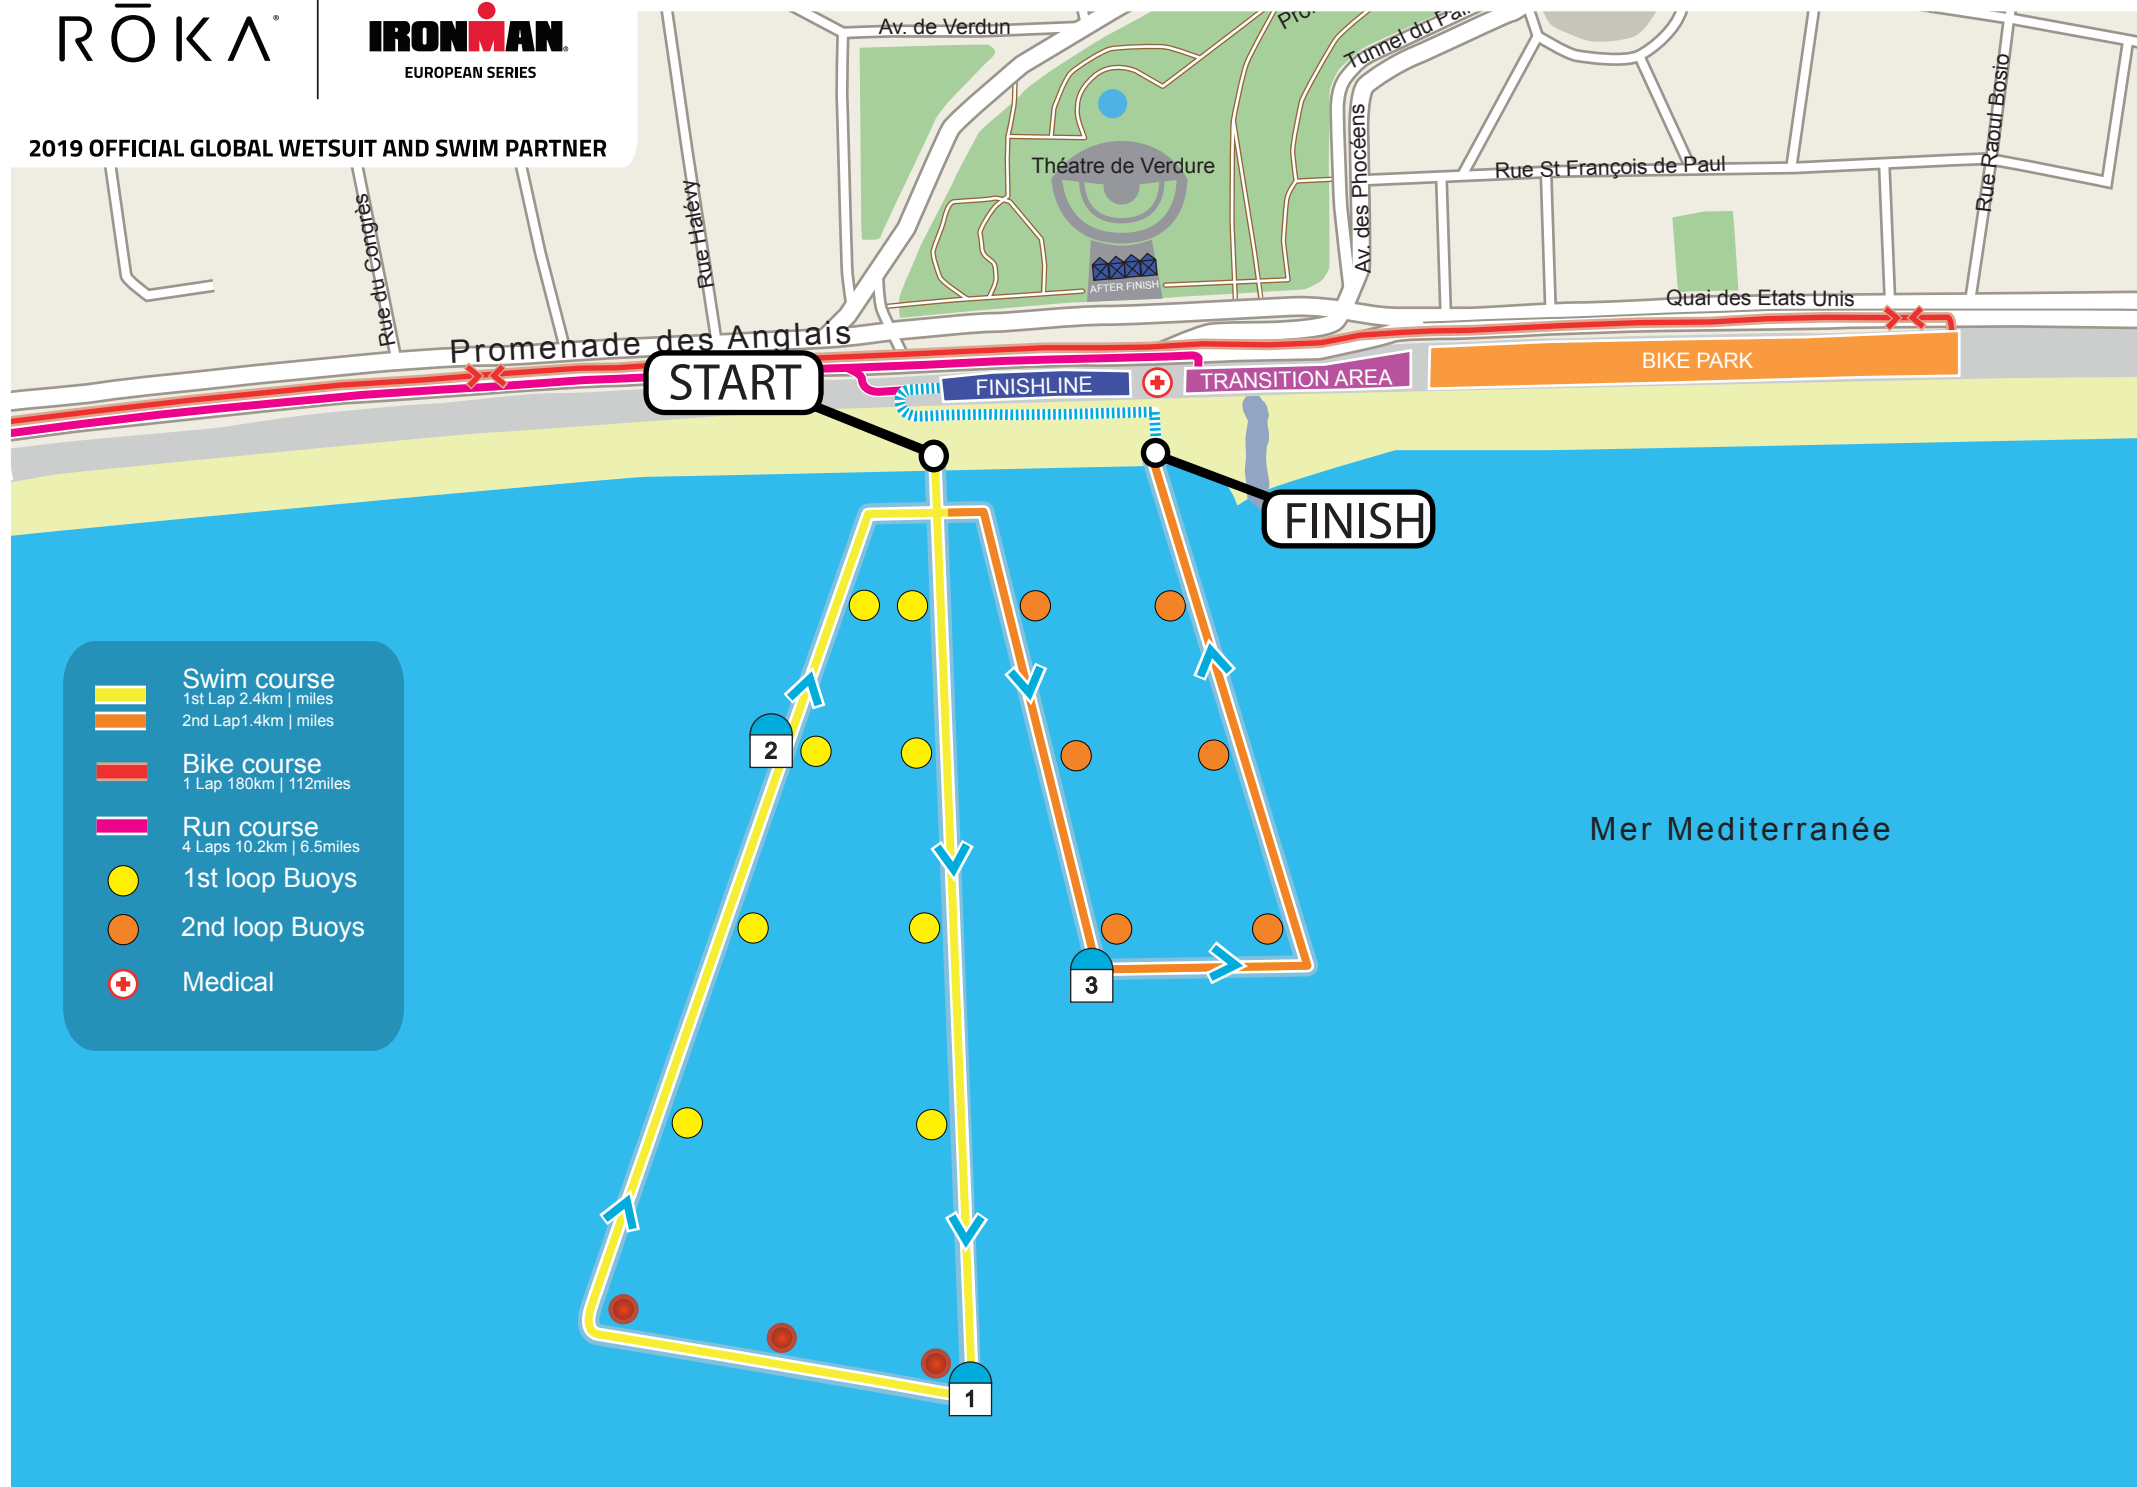 RŌKA®
IRONMAN®
EUROPEAN SERIES
2019 OFFICIAL GLOBAL WETSUIT AND SWIM PARTNER
Av. de Verdun
Tunnel du
Théatre de Verdure
Av. des Phocéens
Rue St François de Paul
Rue Raoul Bosio
Rue du Congrès
Rue Halévy
AFTER FINISH
Quai des Etats Unis
Promenade des Anglais
START
FINISHLINE
TRANSITION AREA
BIKE PARK
FINISH
Swim course
1st Lap 2.4km | miles
2nd Lap1.4km | miles
Bike course
1 Lap 180km | 112miles
Run course
4 Laps 10.2km | 6.5miles
1st loop Buoys
2nd loop Buoys
Medical
2
Mer Mediterranée
3
1